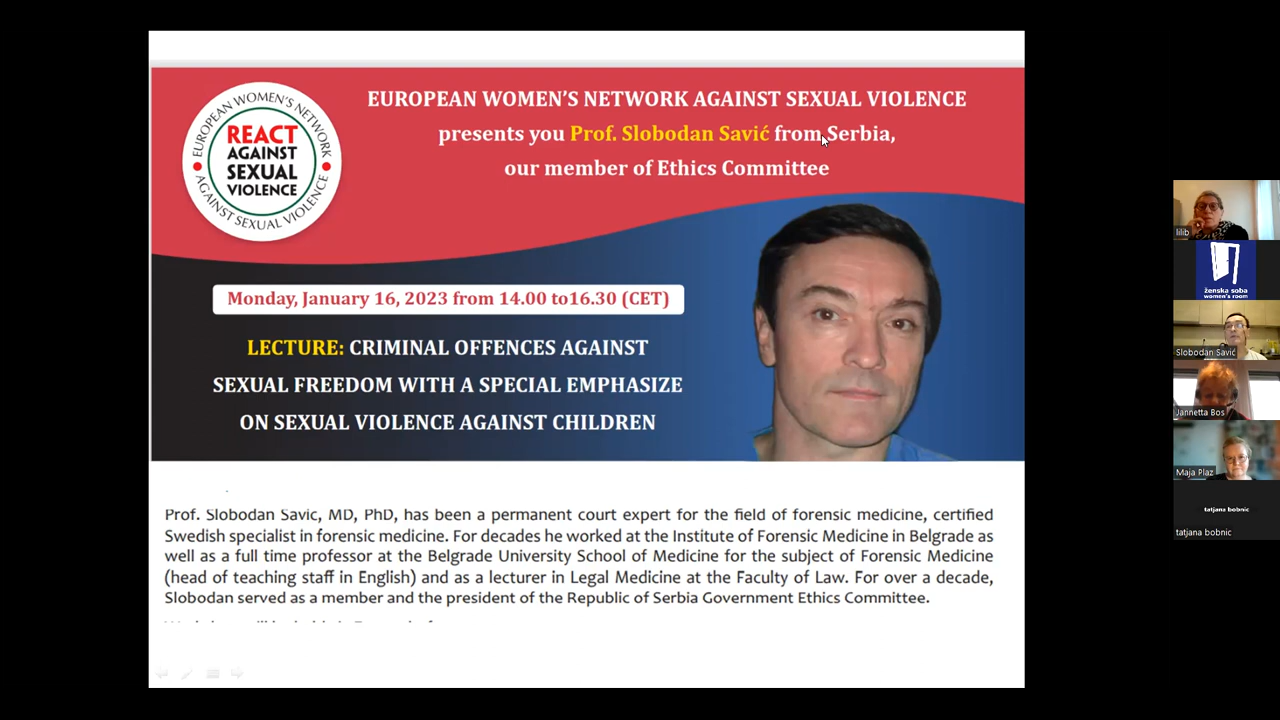 EUROPEAN WOMEN'S NETWORK
REACT
AGAINST
SEXUAL
VIOLENCE
AGAINST SEXUAL VIOLENCE
EUROPEAN WOMEN'S NETWORK AGAINST SEXUAL VIOLENCE
presents you Prof. Slobodan Savić from Serbia,
our member of Ethics Committee
Monday, January 16, 2023 from 14.00 to16.30 (CET)
LECTURE: CRIMINAL OFFENCES AGAINST
SEXUAL FREEDOM WITH A SPECIAL EMPHASIZE
ON SEXUAL VIOLENCE AGAINST CHILDREN
Prof. Slobodan Savic, MD, PhD, has been a permanent court expert for the field of forensic medicine, certified
Swedish specialist in forensic medicine. For decades he worked at the Institute of Forensic Medicine in Belgrade as
well as a full time professor at the Belgrade University School of Medicine for the subject of Forensic Medicine
(head of teaching staff in English) and as a lecturer in Legal Medicine at the Faculty of Law. For over a decade,
Slobodan served as a member and the president of the Republic of Serbia Government Ethics Committee.
lilib
ženska soba
women's room
Slobodan Savić
Jannetta Bos
Maja Plaz
tatjana bobnic
tatjana bobnic